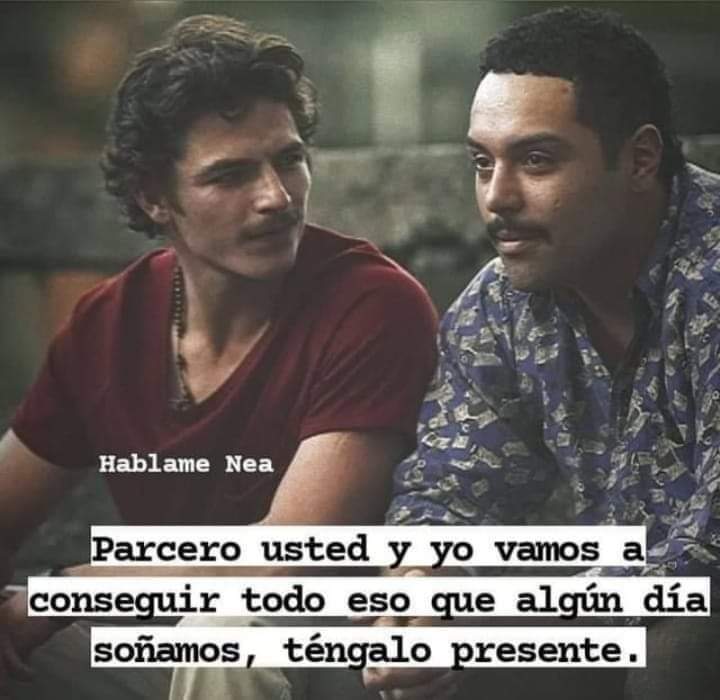 Hablame Nea
Parcero usted y yo vamos a
conseguir todo eso que algún día
soñamos, téngalo presente.